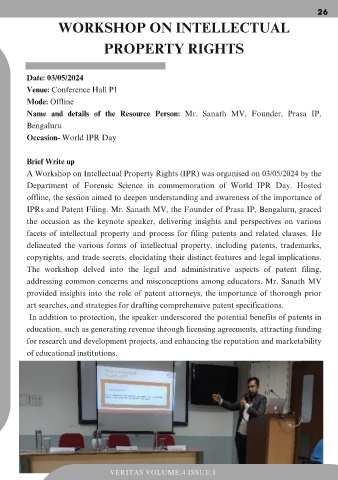 26
WORKSHOP ON INTELLECTUAL
PROPERTY RIGHTS
Date: 03/05/2024
Venue: Conference Hall P1
Mode: Offline
Name and details of the Resource Person: Mr. Sanath MV, Founder, Prasa IP,
Bengaluru
Occasion- World IPR Day
Brief Write up
A Workshop on Intellectual Property Rights (IPR) was organised on 03/05/2024 by the
Department of Forensic Science in commemoration of World IPR Day. Hosted
offline, the session aimed to deepen understanding and awareness of the importance of
IPRs and Patent Filing. Mr. Sanath MV, the Founder of Prasa IP, Bengaluru, graced
the occasion as the keynote speaker, delivering insights and perspectives on various
facets of intellectual property and process for filing patents and related clauses. He
delineated the various forms of intellectual property, including patents, trademarks,
copyrights, and trade secrets, elucidating their distinct features and legal implications.
The workshop delved into the legal and administrative aspects of patent filing,
addressing common concerns and misconceptions among educators. Mr. Sanath MV
provided insights into the role of patent attorneys, the importance of thorough prior
art searches, and strategies for drafting comprehensive patent specifications.
In addition to protection, the speaker underscored the potential benefits of patents in
education, such as generating revenue through licensing agreements, attracting funding
for research and development projects, and enhancing the reputation and marketability
of educational institutions.
VERITAS VOLUME:4 ISSUE:1